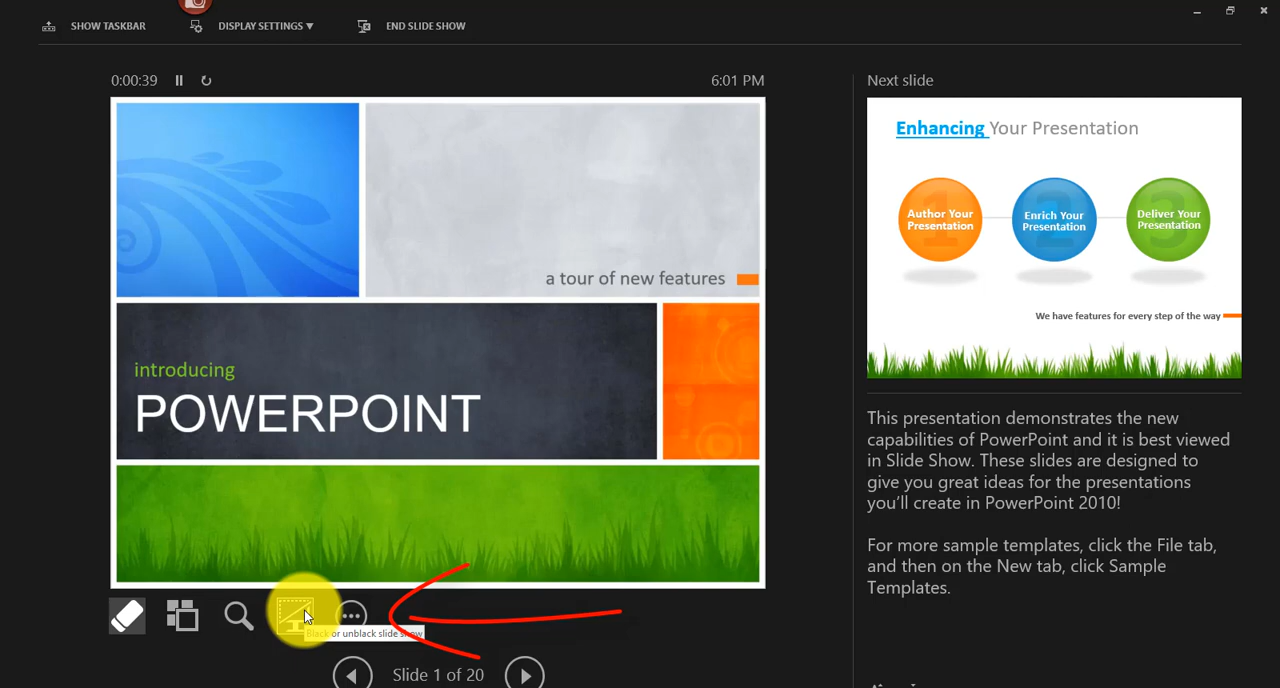 SHOW TASKBAR
DISPLAY SETTINGS ▼
END SLIDE SHOW
0:00:39
6:01 PM
a tour of new features
introducing
POWERPOINT
Black or unblack slide show
Slide 1 of 20
Next slide
Enhancing Your Presentation
1
Author Your
Presentation
2
Enrich Your
Presentation
3
Deliver Your
Presentation
We have features for every step of the way
This presentation demonstrates the new
capabilities of PowerPoint and it is best viewed
in Slide Show. These slides are designed to
give you great ideas for the presentations
you'll create in PowerPoint 2010!
For more sample templates, click the File tab,
and then on the New tab, click Sample
Templates.